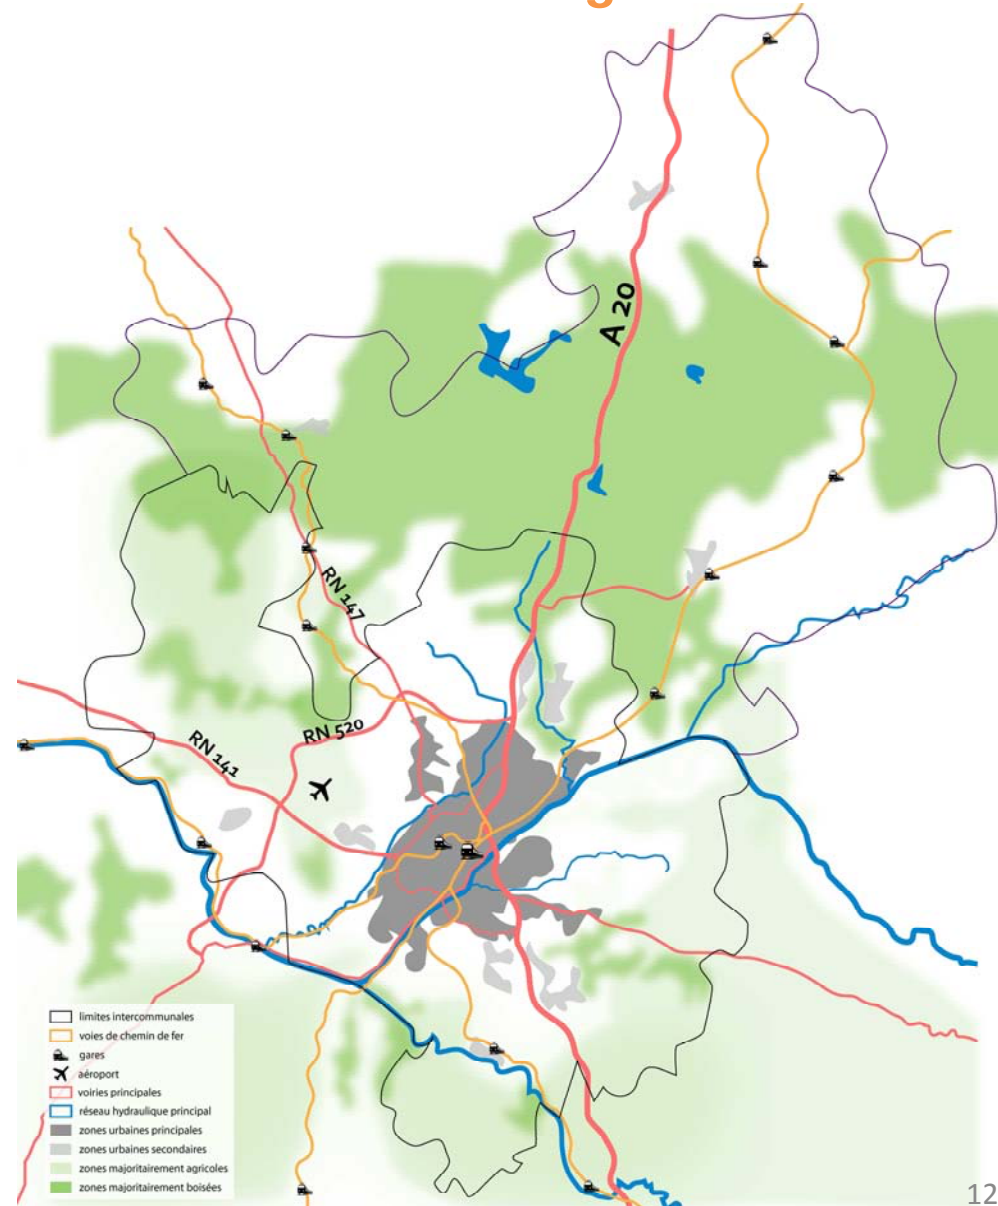 A 20
RN 147
RN 520
RN 141
limites intercommunales
voies de chemin de fer
gares
aéroport
voiries principales
réseau hydraulique principal
zones urbaines principales
zones urbaines secondaires
zones majoritairement agricoles
zones majoritairement boisées
12